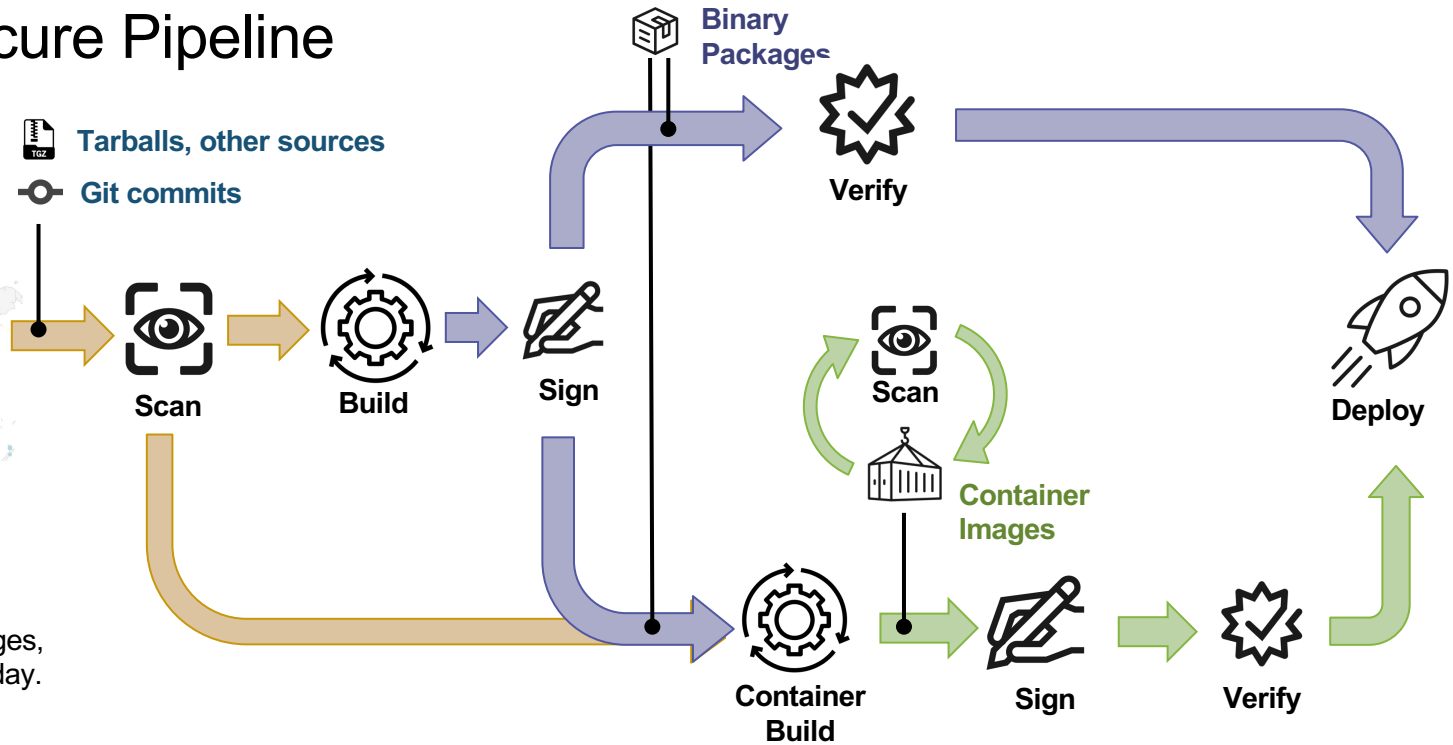 cure Pipeline
Binary
Packages
Tarballs, other sources
TGZ
Git commits
Verify
Scan
Build
Sign
Scan
Deploy
Container
Images
ges,
day.
Container
Build
Sign
Verify